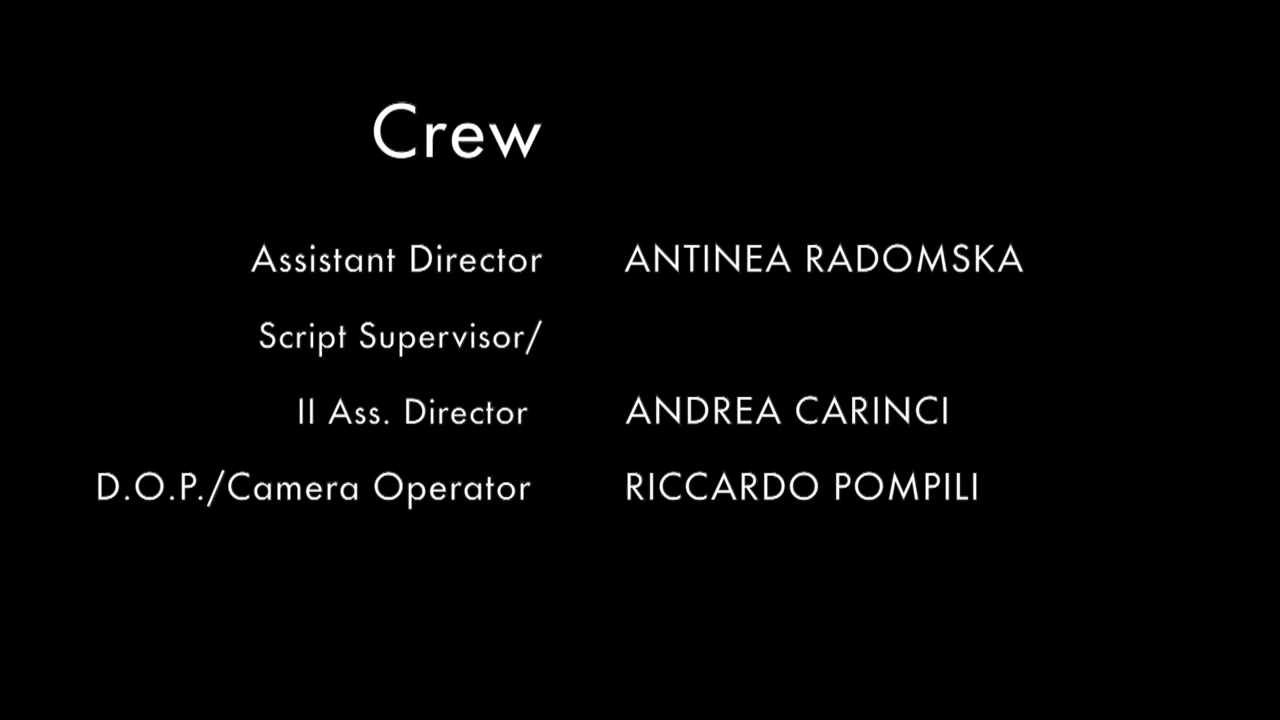 Crew
Assistant Director ANTINEA RADOMSKA
Script Supervisor/
II Ass. Director ANDREA CARINCI
D.O.P./Camera Operator RICCARDO POMPILI